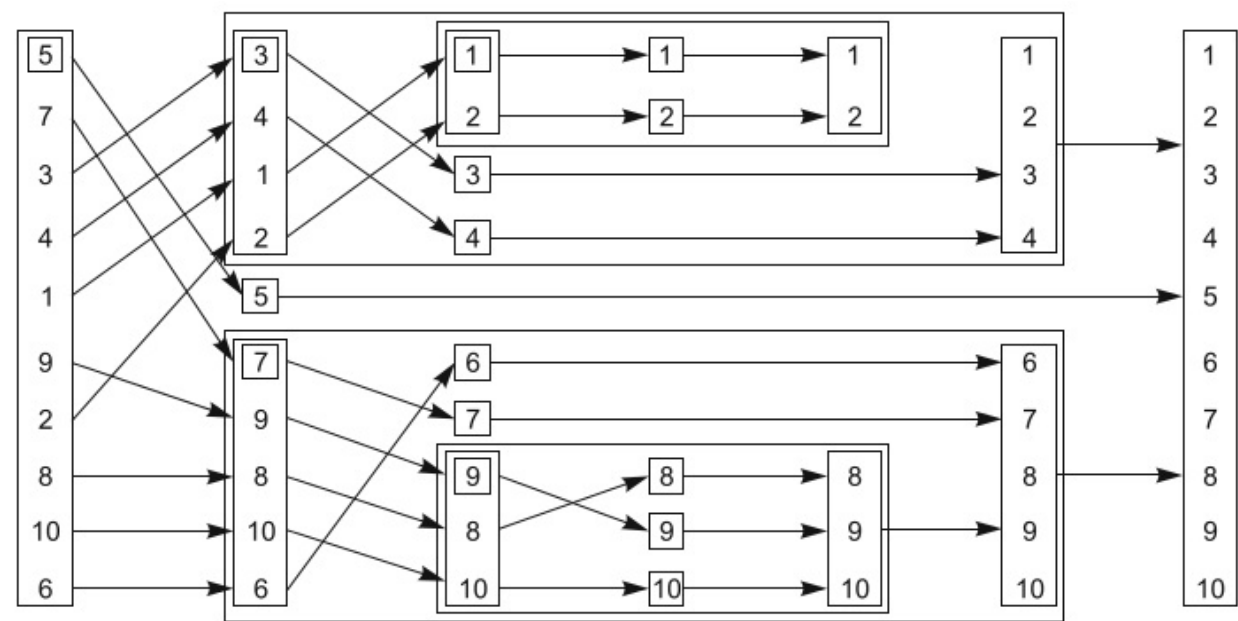 5 3 1 1 1 1 1
7 4 2 2 2 2 2
3 1 3 3 3
4 2 4 4 4
1 5 5
9 7 6 6 6
2 9 7 7 7
8 8 9 8 8 8 8
10 10 8 9 9 9 9
6 6 10 10 10 10 10